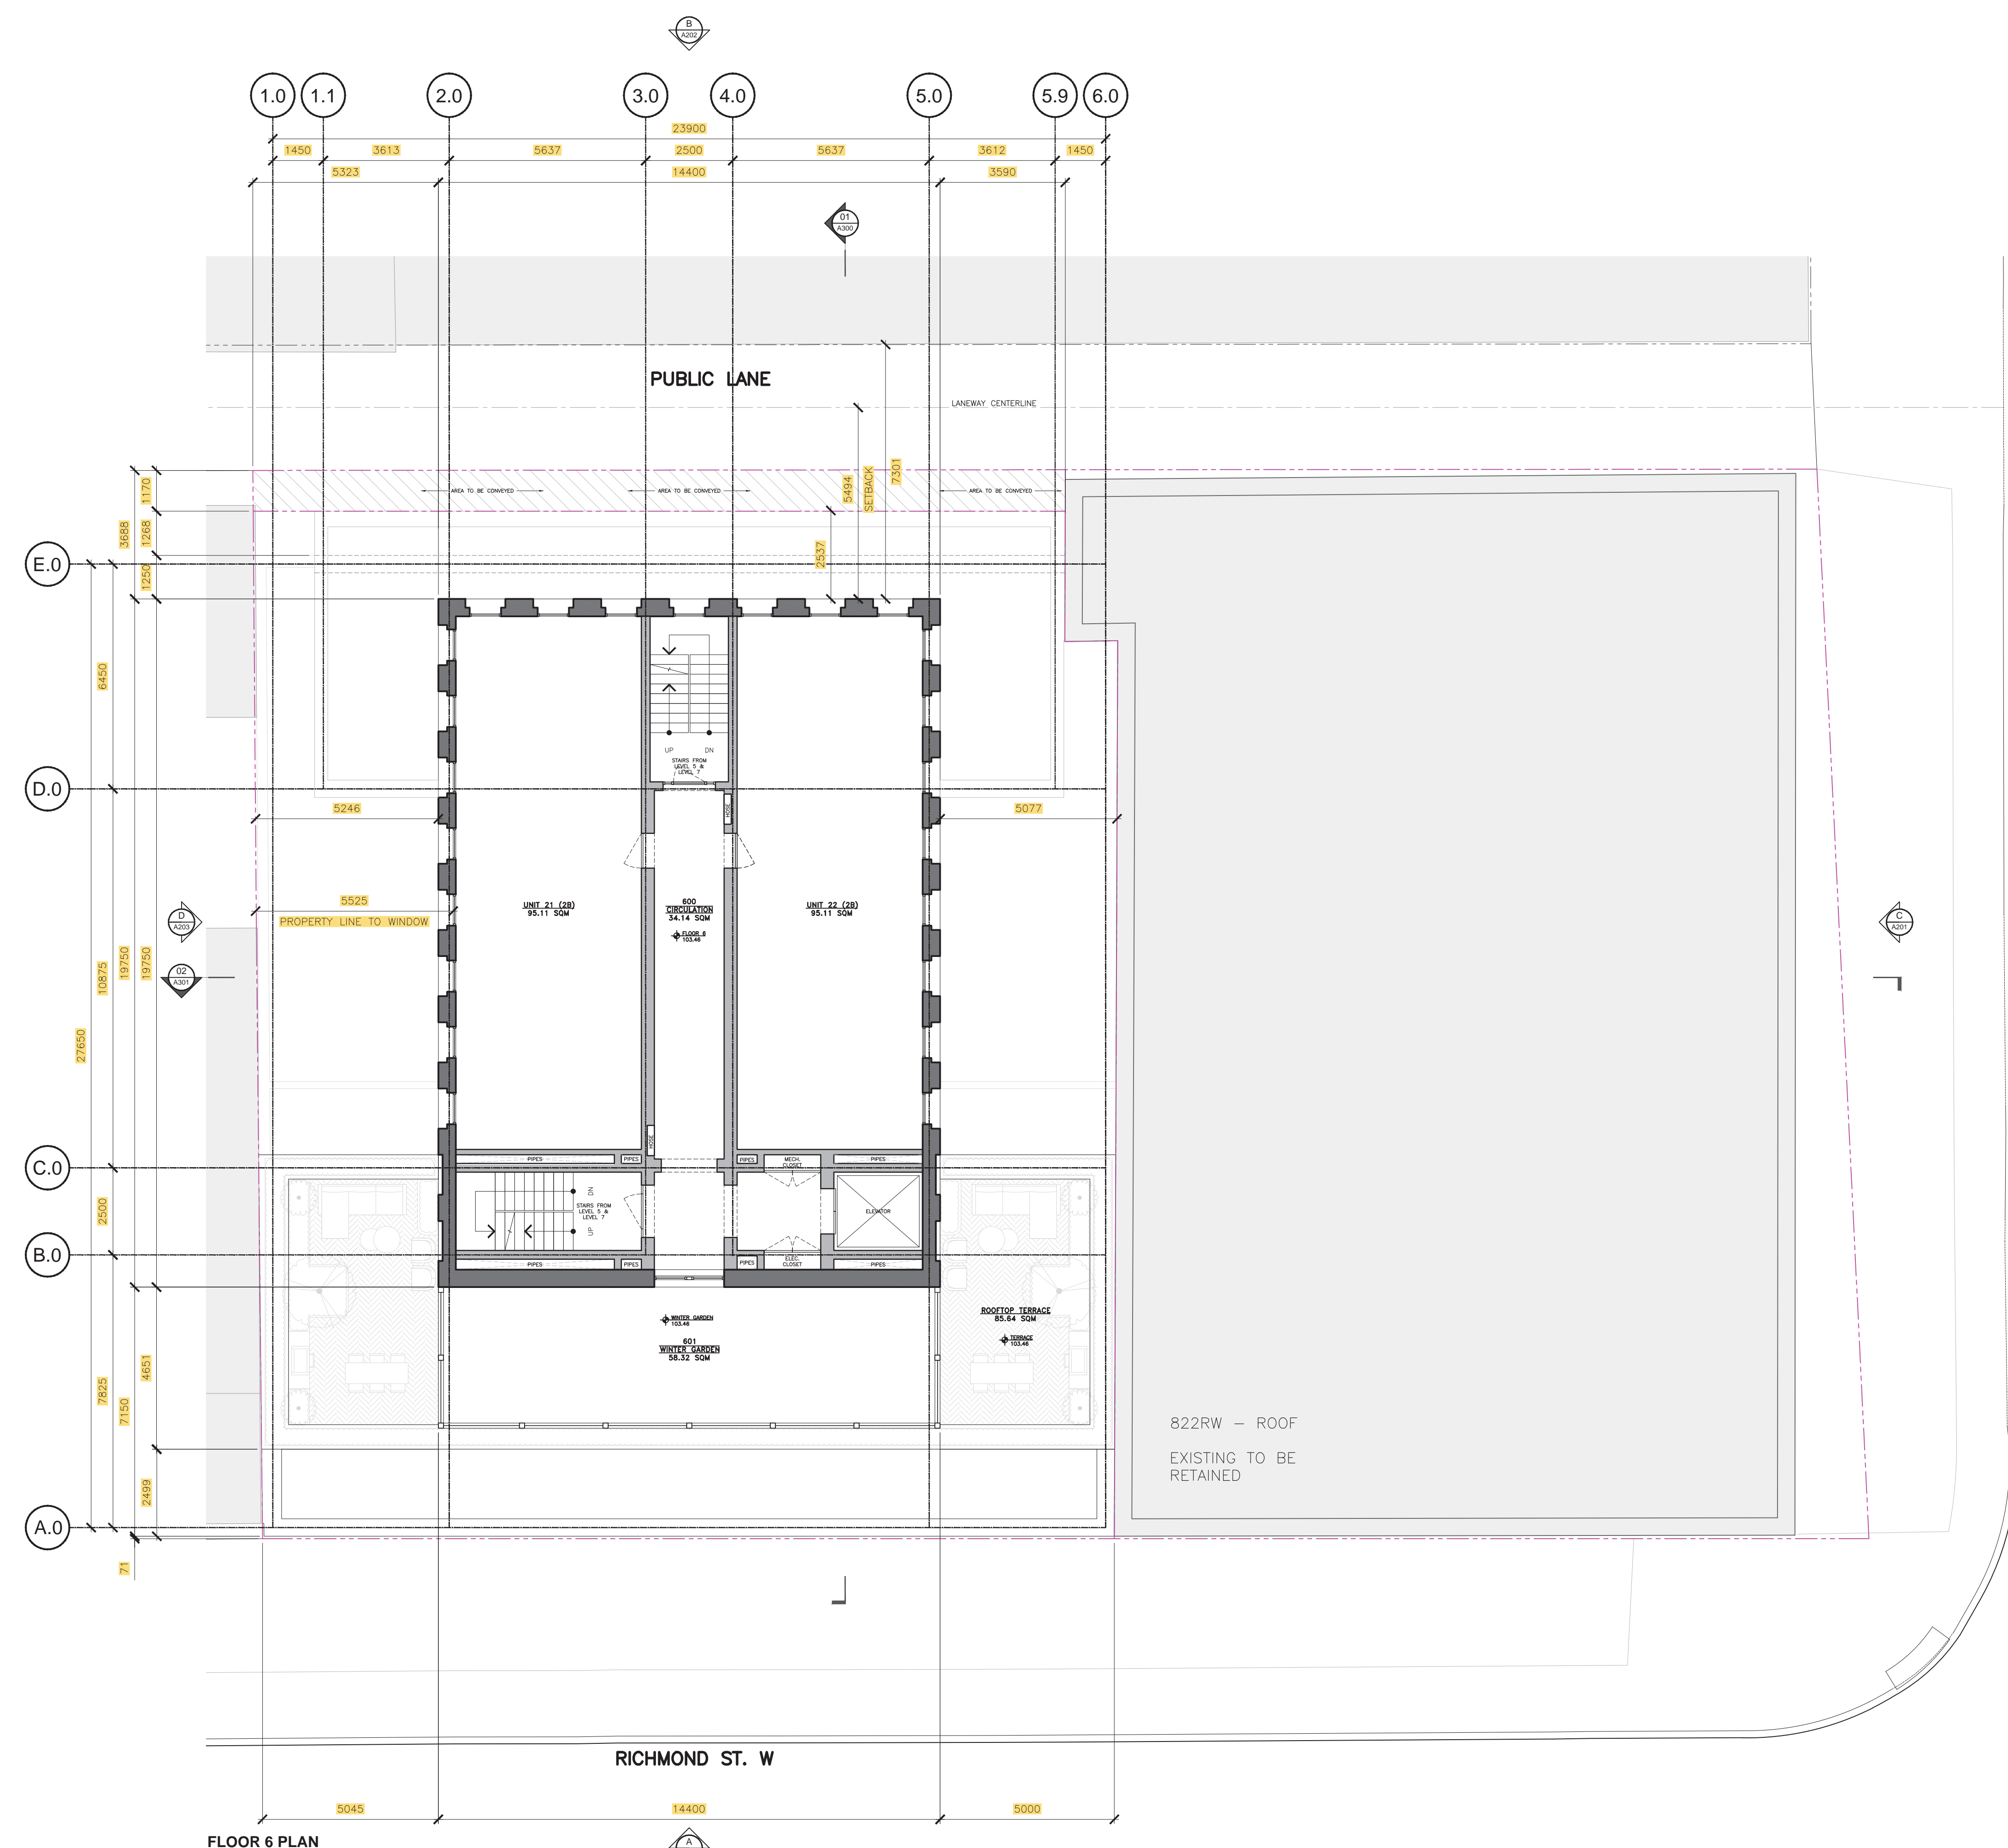 B
A202
1.0 1.1 2.0 3.0 4.0 5.0 5.9 6.0
23900
1450 3613 5637 2500 5637 3612 1450
5323 14400 3590
01
A300
PUBLIC LANE
LANEWAY CENTERLINE
7301
5494
SETBACK
1170
AREA TO BE CONVEYED AREA TO BE CONVEYED AREA TO BE CONVEYED
3688
1268
2537
E.0
1250
6450
UP DN
STAIRS FROM
LEVEL 5 &
LEVEL 7
D.0
HOSE
5246 5077
5525
PROPERTY LINE TO WINDOW
UNIT 21 (2B)
95.11 SQM
600
CIRCULATION
34.14 SQM
FLOOR 6
103.46
UNIT 22 (2B)
95.11 SQM
D
A203
C
A201
02
A301
10875
19750
19750
27650
HOSE
C.0
PIPES PIPES PIPES MECH.
CLOSET PIPES
2500
DN
STAIRS FROM
LEVEL 5 &
LEVEL 7
UP
ELEVATOR
B.0
PIPES PIPES PIPES ELEC.
CLOSET PIPES
WINTER GARDEN
103.46
601
WINTER GARDEN
58.32 SQM
ROOFTOP TERRACE
85.64 SQM
TERRACE
103.46
4651
7825
7150
822RW - ROOF
EXISTING TO BE
RETAINED
2499
A.0
71
RICHMOND ST. W
5045 14400 5000
FLOOR 6 PLAN
A